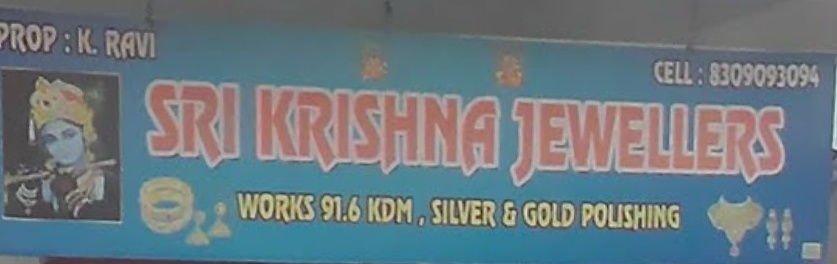 PROP : K. RAVI
CELL : 8309093094
SRI KRISHNA JEWELLERS
WORKS 91.6 KDM , SILVER & GOLD POLISHING